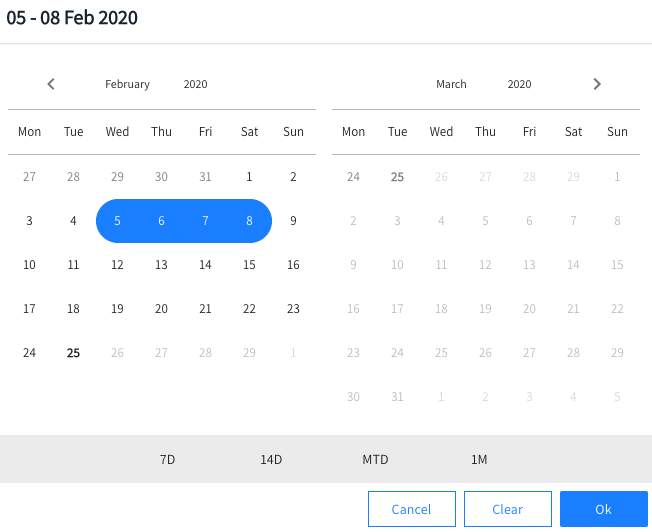 05 - 08 Feb 2020
February 2020
Mon Tue Wed Thu Fri Sat Sun
27 28 29 30 31 1 2
3 4 5 6 7 8 9
10 11 12 13 14 15 16
17 18 19 20 21 22 23
24 25 26 27 28 29 1
March 2020
Mon Tue Wed Thu Fri Sat Sun
24 25 26 27 28 29 1
2 3 4 5 6 7 8
9 10 11 12 13 14 15
16 17 18 19 20 21 22
23 24 25 26 27 28 29
30 31 1 2 3 4 5
7D 14D MTD 1M
Cancel Clear Ok